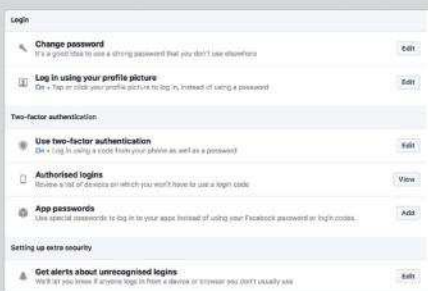 Login
Change password
It's a good idea to use a strong password that you don't use elsewhere
Edit
Log in using your profile picture
On • Tap or click your profile picture to log in, instead of using a password
Edit
Two-factor authentication
Use two-factor authentication
On • Log in using a code from your phone as well as a password
Edit
Authorised logins
Review a list of devices on which you won't have to use a login code
View
App passwords
Use special passwords to log in to your apps instead of using your Facebook password or login codes.
Add
Setting up extra security
Get alerts about unrecognised logins
We'll let you know if anyone logs in from a device or browser you don't usually use
Edit